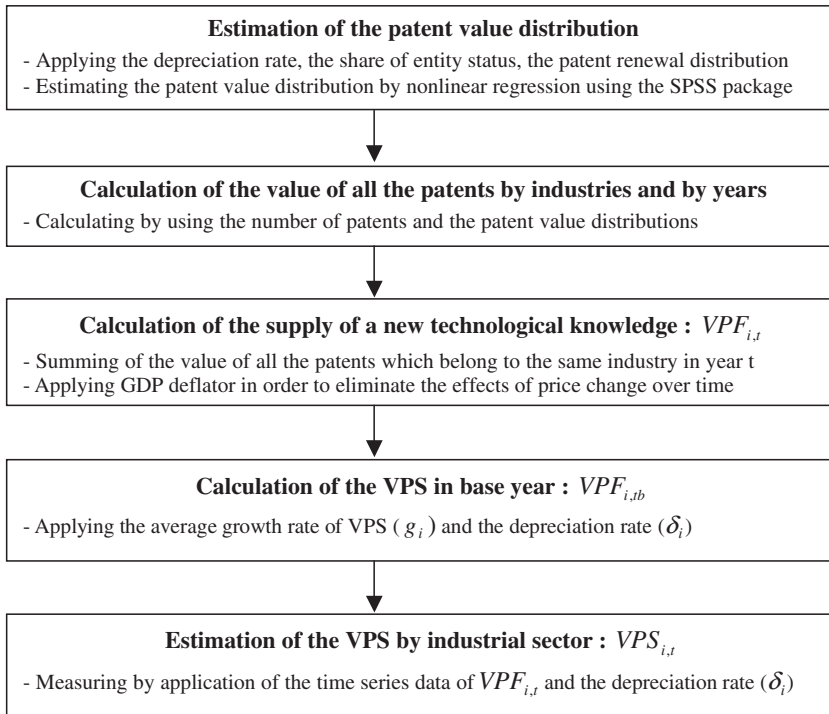 Estimation of the patent value distribution
- Applying the depreciation rate, the share of entity status, the patent renewal distribution
- Estimating the patent value distribution by nonlinear regression using the SPSS package
Calculation of the value of all the patents by industries and by years
- Calculating by using the number of patents and the patent value distributions
Calculation of the supply of a new technological knowledge : VPF_{i,t}
- Summing of the value of all the patents which belong to the same industry in year t
- Applying GDP deflator in order to eliminate the effects of price change over time
Calculation of the VPS in base year : VPF_{i,tb}
- Applying the average growth rate of VPS ( g_i ) and the depreciation rate (δ_i)
Estimation of the VPS by industrial sector : VPS_{i,t}
- Measuring by application of the time series data of VPF_{i,t} and the depreciation rate (δ_i)